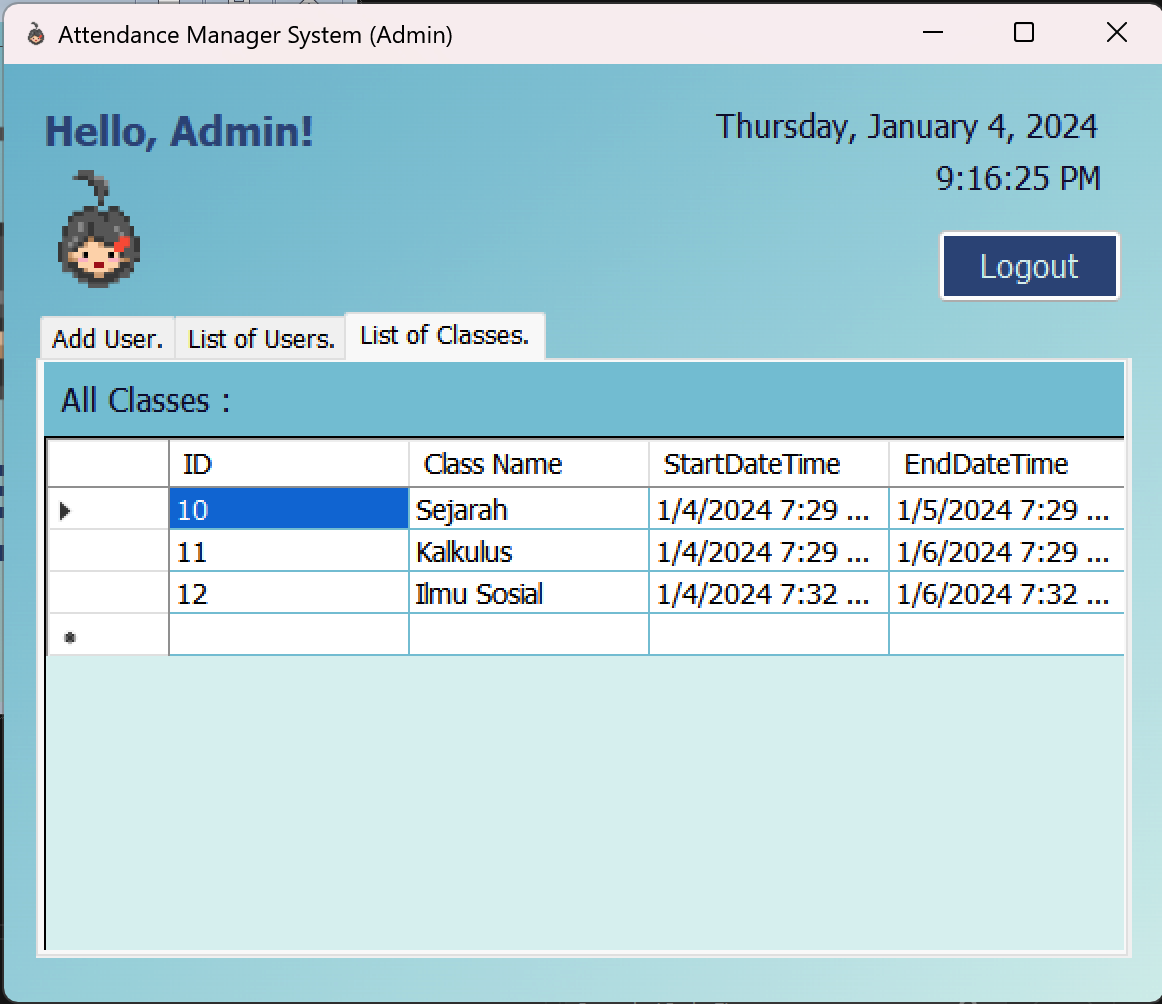 Attendance Manager System (Admin)
Hello, Admin!
Thursday, January 4, 2024
9:16:25 PM
Logout
Add User. List of Users. List of Classes.
All Classes :
ID Class Name StartDateTime EndDateTime
10 Sejarah 1/4/2024 7:29 ... 1/5/2024 7:29 ...
11 Kalkulus 1/4/2024 7:29 ... 1/6/2024 7:29 ...
12 Ilmu Sosial 1/4/2024 7:32 ... 1/6/2024 7:32 ...